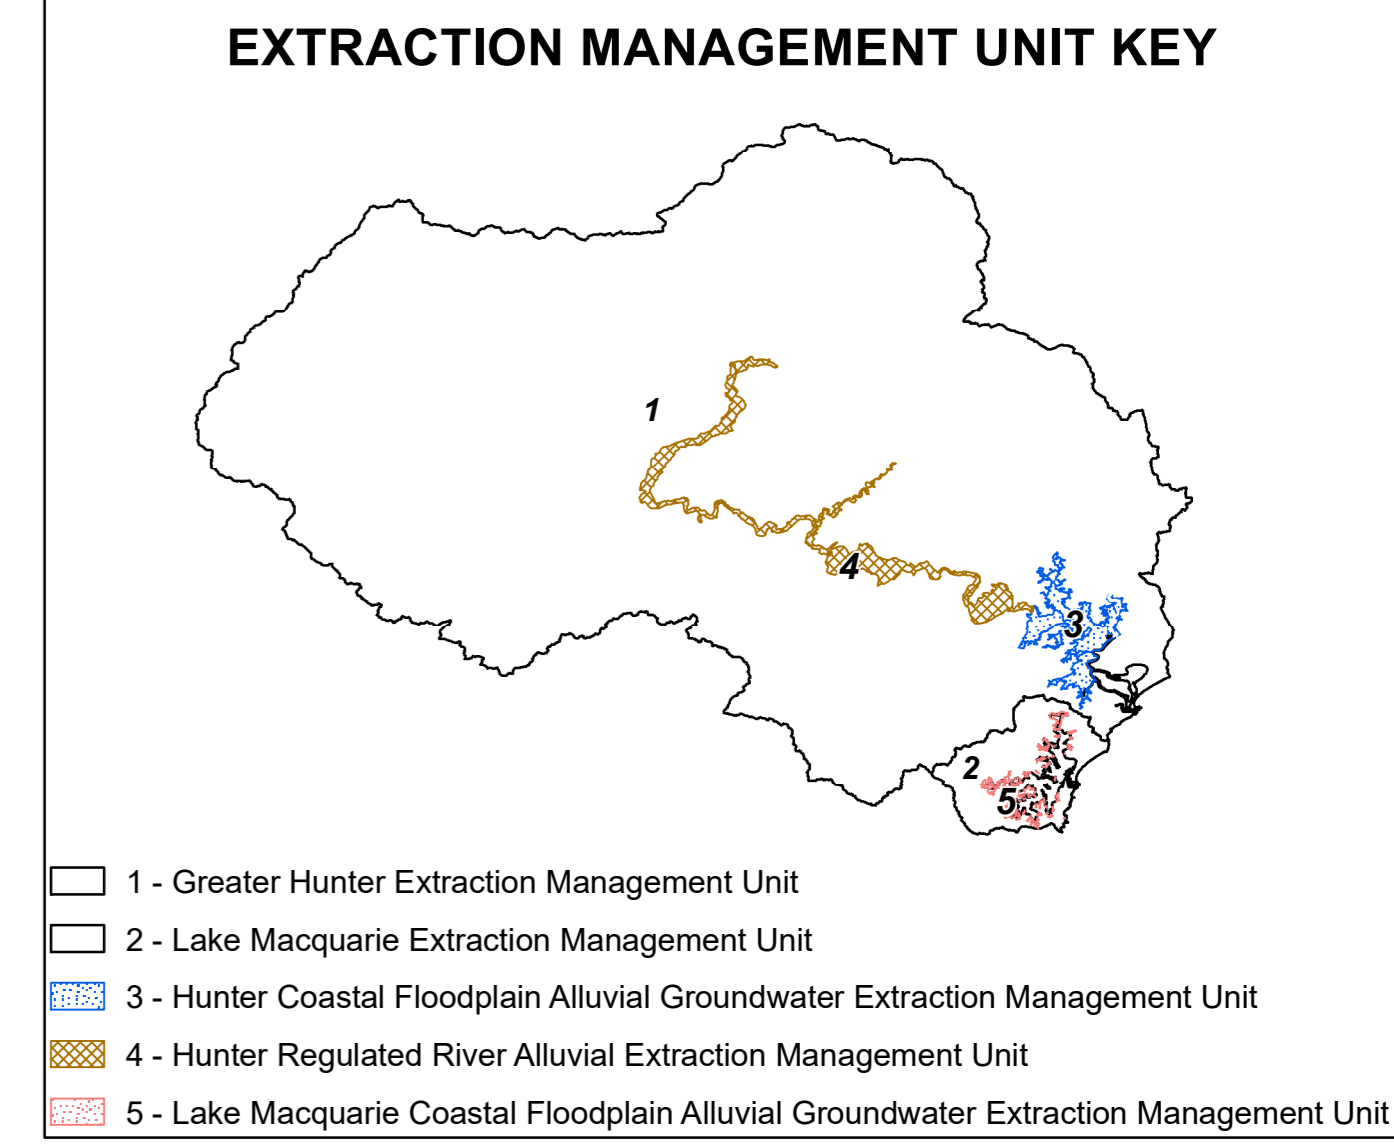 EXTRACTION MANAGEMENT UNIT KEY
1
4
3
2
5
1 - Greater Hunter Extraction Management Unit
2 - Lake Macquarie Extraction Management Unit
3 - Hunter Coastal Floodplain Alluvial Groundwater Extraction Management Unit
4 - Hunter Regulated River Alluvial Extraction Management Unit
5 - Lake Macquarie Coastal Floodplain Alluvial Groundwater Extraction Management Unit